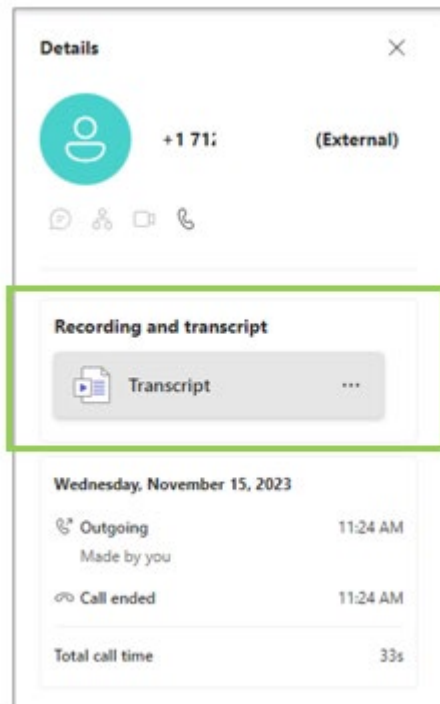 Details
+1 712 (External)
Recording and transcript
Transcript
Wednesday, November 15, 2023
Outgoing 11:24 AM
Made by you
Call ended 11:24 AM
Total call time 33s